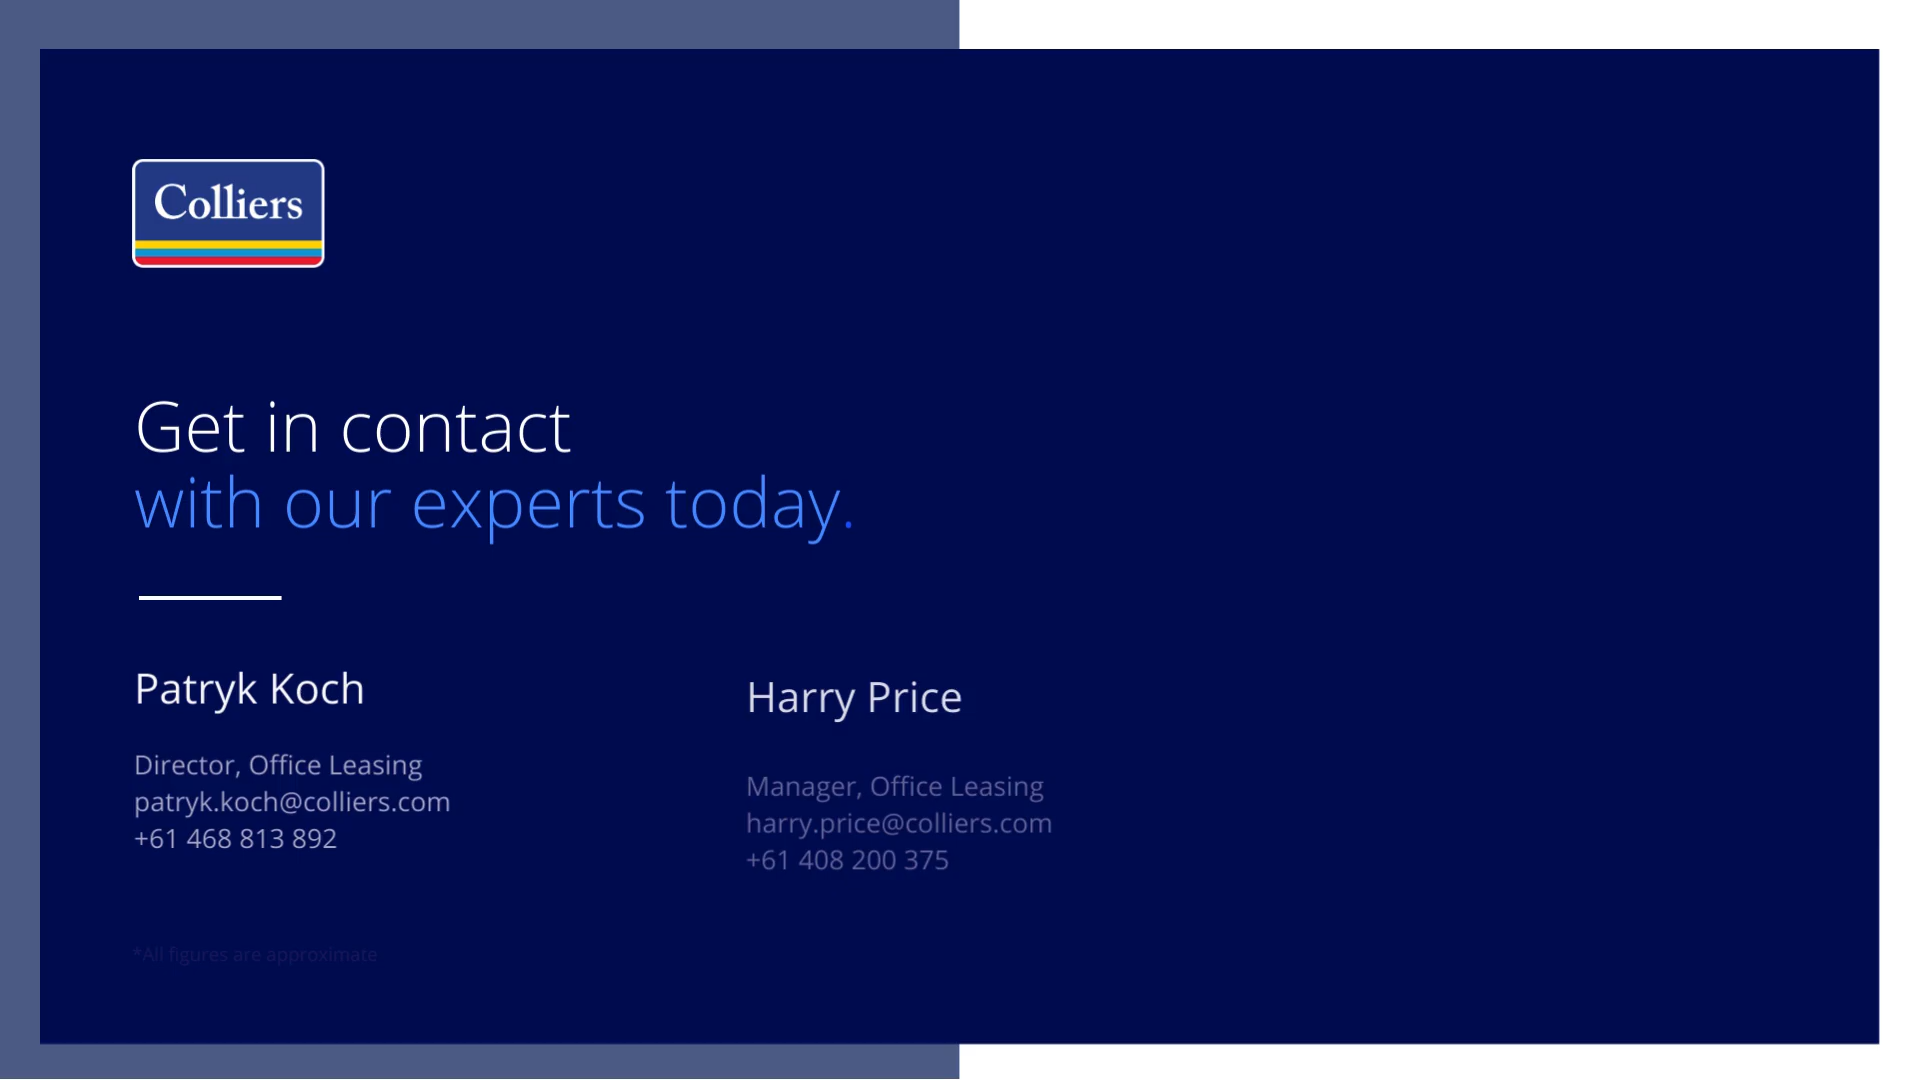 Colliers
Get in contact
with our experts today.
Patryk Koch
Director, Office Leasing
patryk.koch@colliers.com
+61 468 813 892
Harry Price
Manager, Office Leasing
harry.price@colliers.com
+61 408 200 375
*All figures are approximate